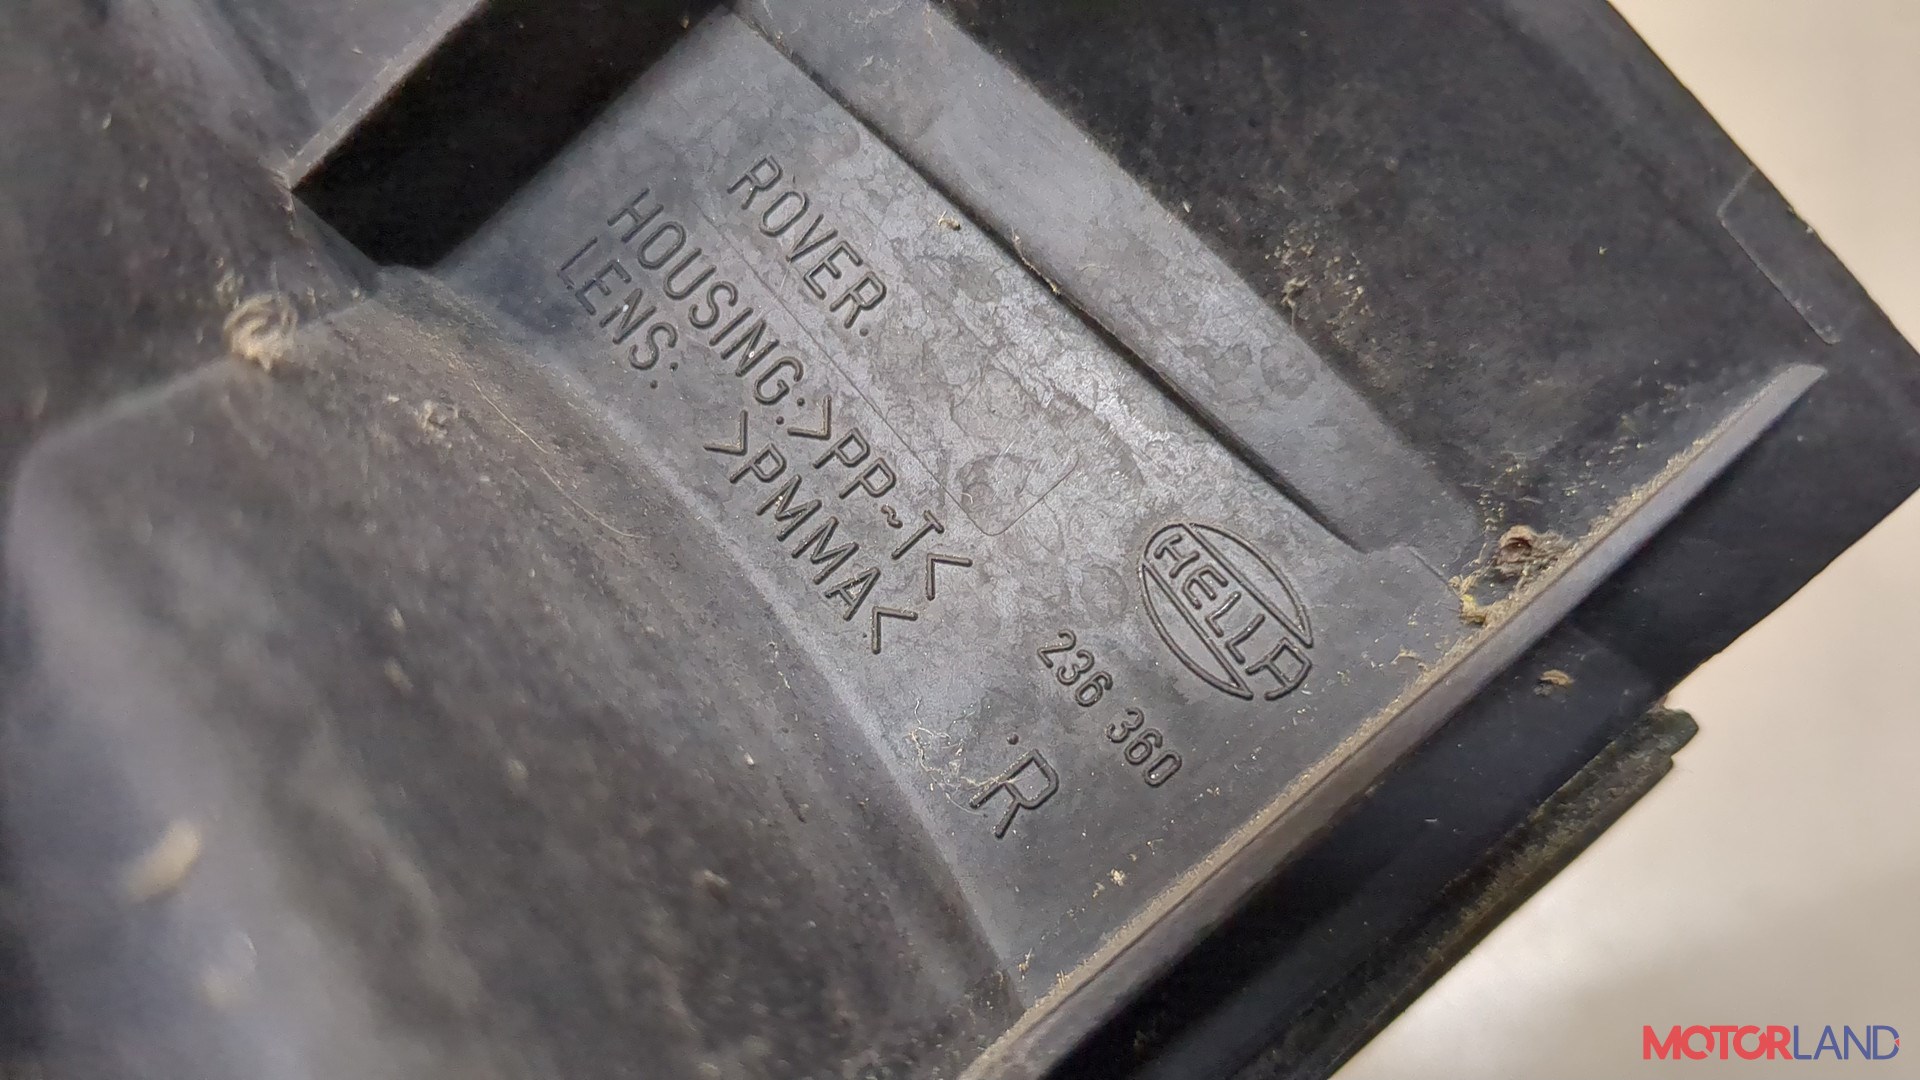 ROVER.
HOUSING:>PP~T<
LENS: >PMMA<
HELLA
236 360
.R
MOTORLAND